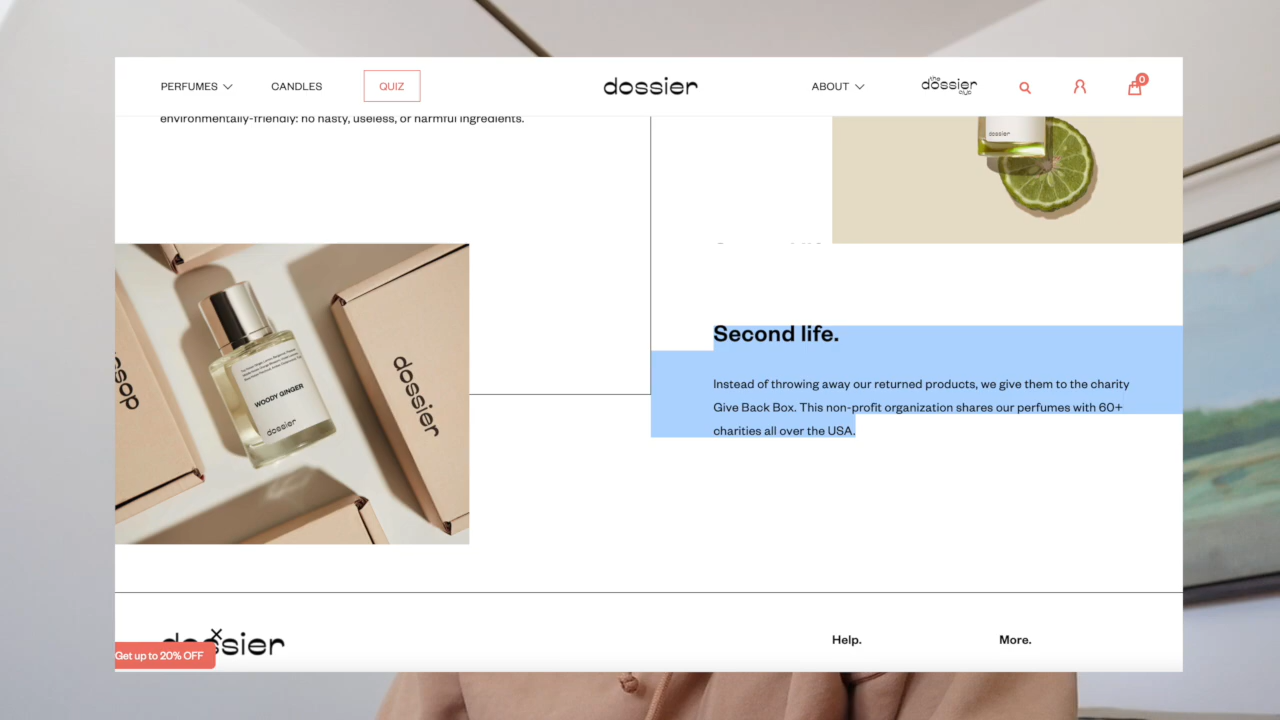 PERFUMES
CANDLES
QUIZ
dossier
ABOUT
the
dossier
club
0
environmentally-friendly: no nasty, useless, or harmful ingredients.
dossier
WOODY GINGER
dossier
dossier
Second life.
Instead of throwing away our returned products, we give them to the charity
Give Back Box. This non-profit organization shares our perfumes with 60+
charities all over the USA.
dossier
Help.
More.
Get up to 20% OFF